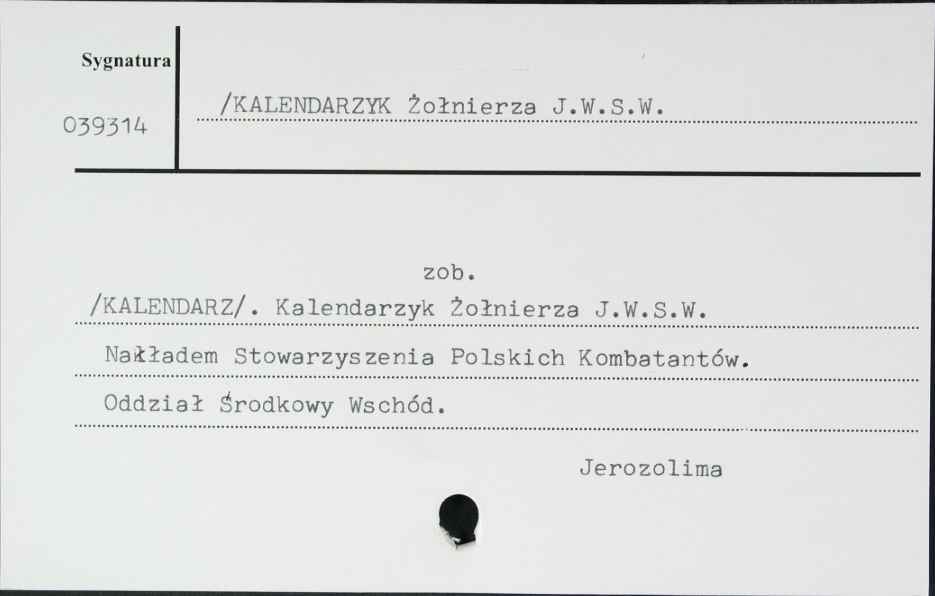 Sygnatura
039314
/KALENDARZYK Żołnierza J.W.S.W.
zob.
/KALENDARZ/. Kalendarzyk Żołnierza J.W.S.W.
Nakładem Stowarzyszenia Polskich Kombatantów.
Oddział Środkowy Wschód.
Jerozolima